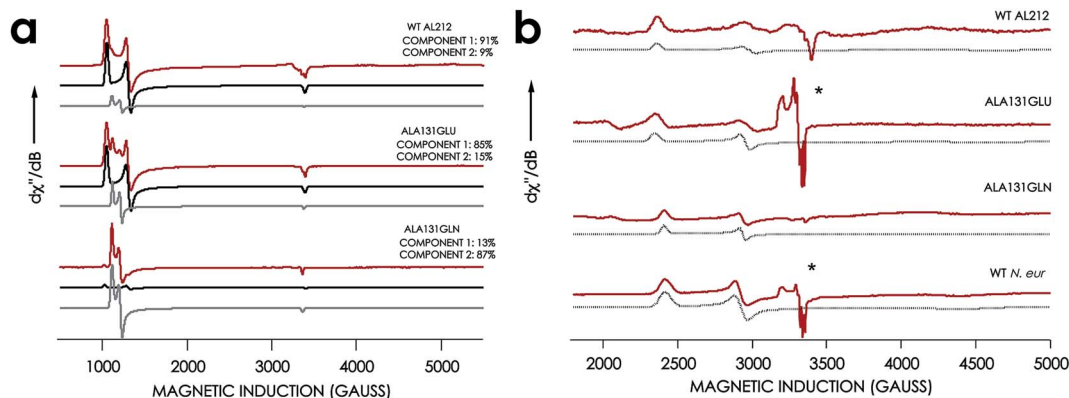 a
WT AL212
COMPONENT 1: 91%
COMPONENT 2: 9%
ALA131GLU
COMPONENT 1: 85%
COMPONENT 2: 15%
ALA131GLN
COMPONENT 1: 13%
COMPONENT 2: 87%
dχ"/dB
1000 2000 3000 4000 5000
MAGNETIC INDUCTION (GAUSS)
b
WT AL212
*
ALA131GLU
ALA131GLN
*
WT N. eur
dχ"/dB
2000 2500 3000 3500 4000 4500 5000
MAGNETIC INDUCTION (GAUSS)